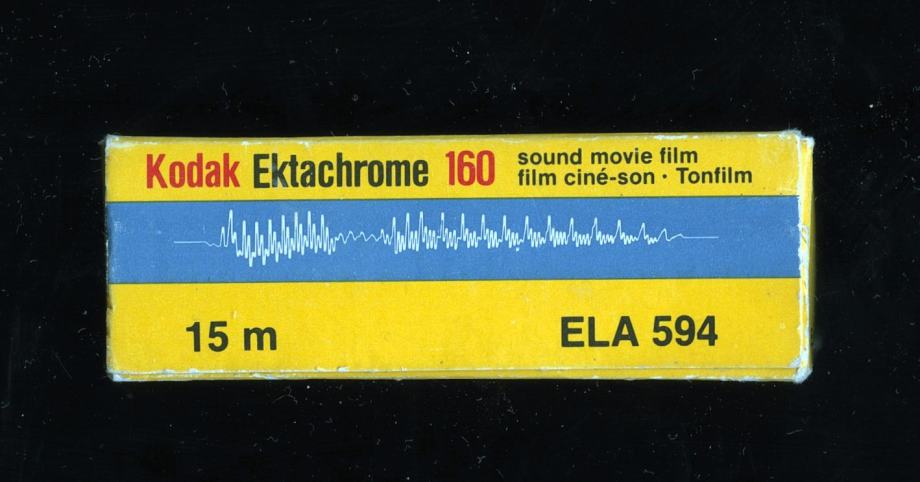 Kodak Ektachrome 160
sound movie film
film ciné-son · Tonfilm
15 m
ELA 594